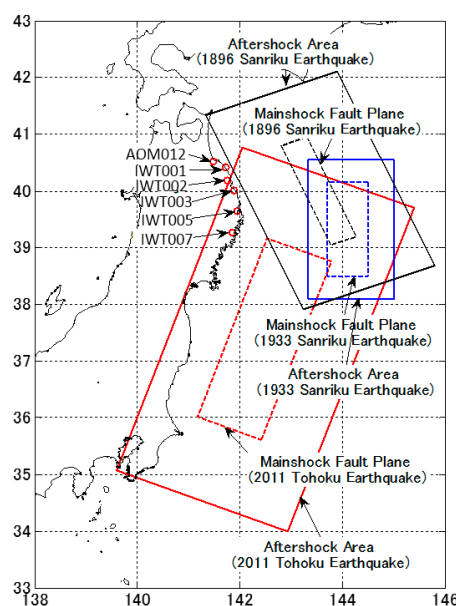 43
42
41
40
39
38
37
36
35
34
33
138
140
142
144
146
Aftershock Area
(1896 Sanriku Earthquake)
Mainshock Fault Plane
(1896 Sanriku Earthquake)
AOM012
IWT001
IWT002
IWT003
IWT005
IWT007
Mainshock Fault Plane
(1933 Sanriku Earthquake)
Aftershock Area
(1933 Sanriku Earthquake)
Mainshock Fault Plane
(2011 Tohoku Earthquake)
Aftershock Area
(2011 Tohoku Earthquake)